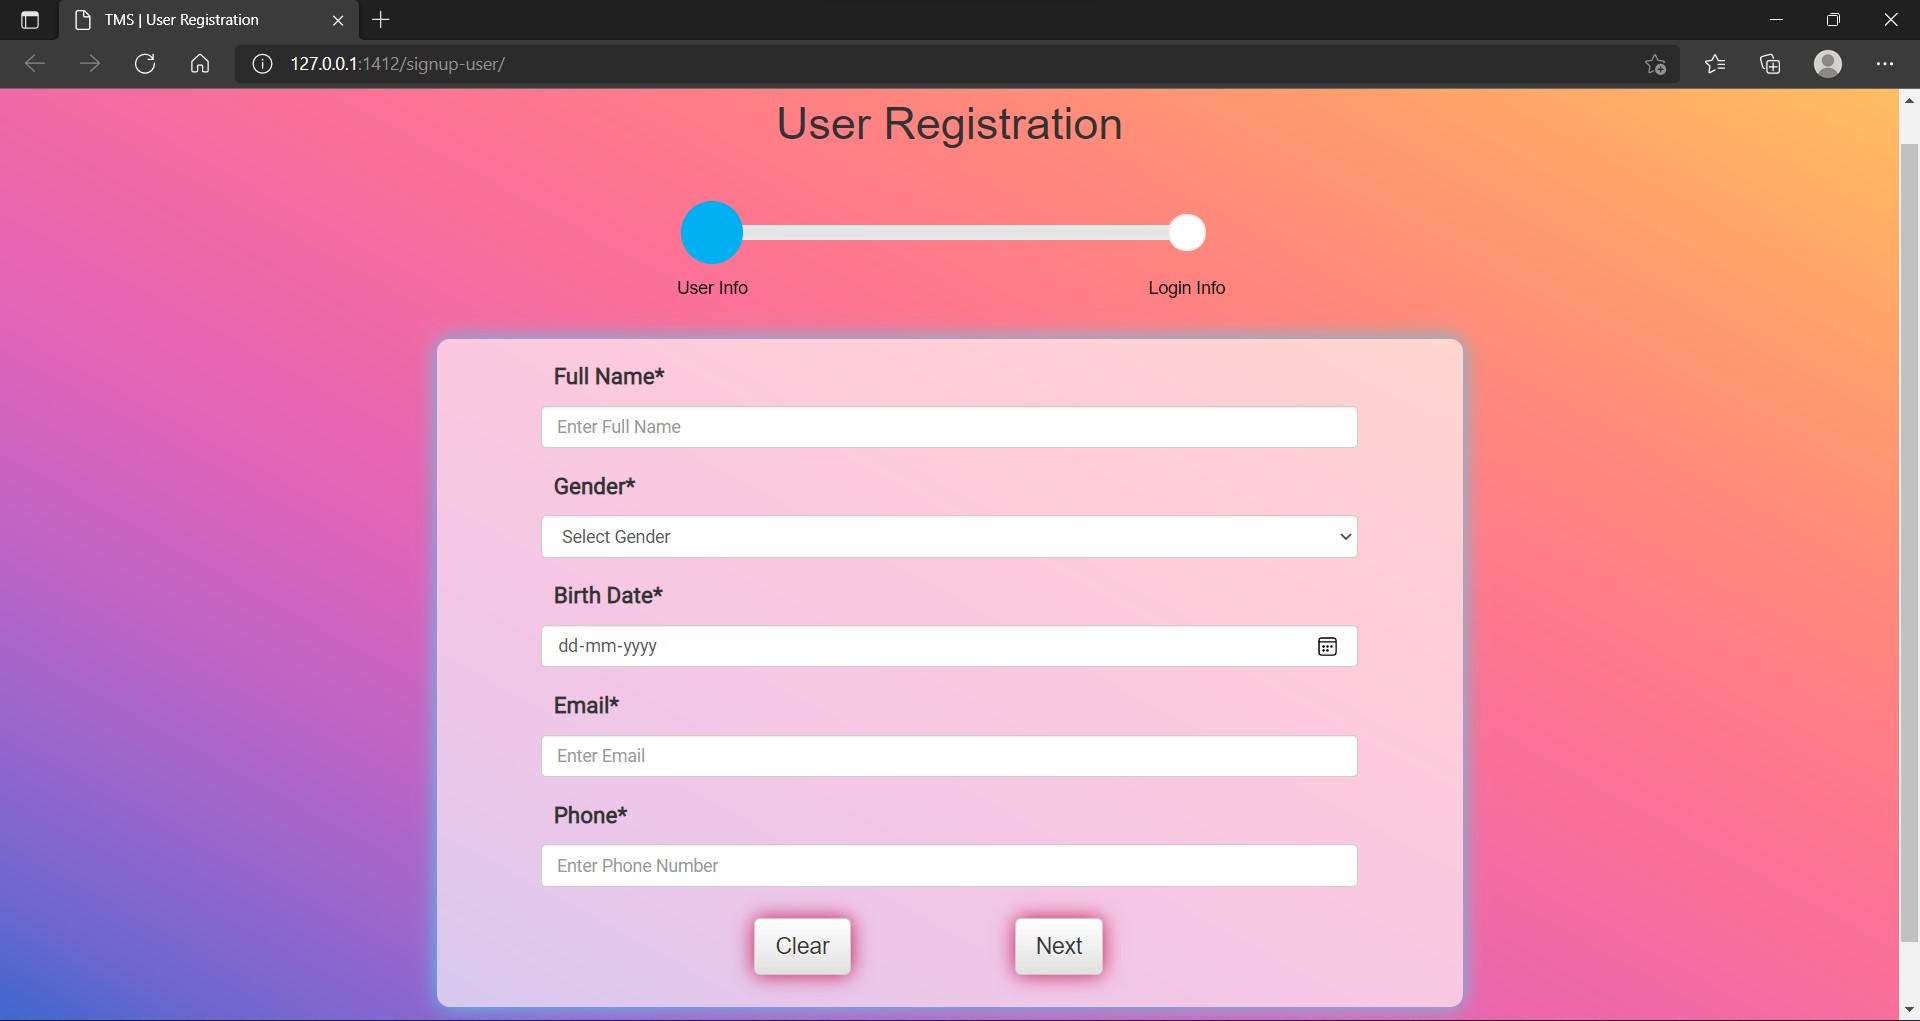 TMS | User Registration
127.0.0.1:1412/signup-user/
User Registration
User Info
Login Info
Full Name*
Enter Full Name
Gender*
Select Gender
Birth Date*
dd-mm-yyyy
Email*
Enter Email
Phone*
Enter Phone Number
Clear
Next